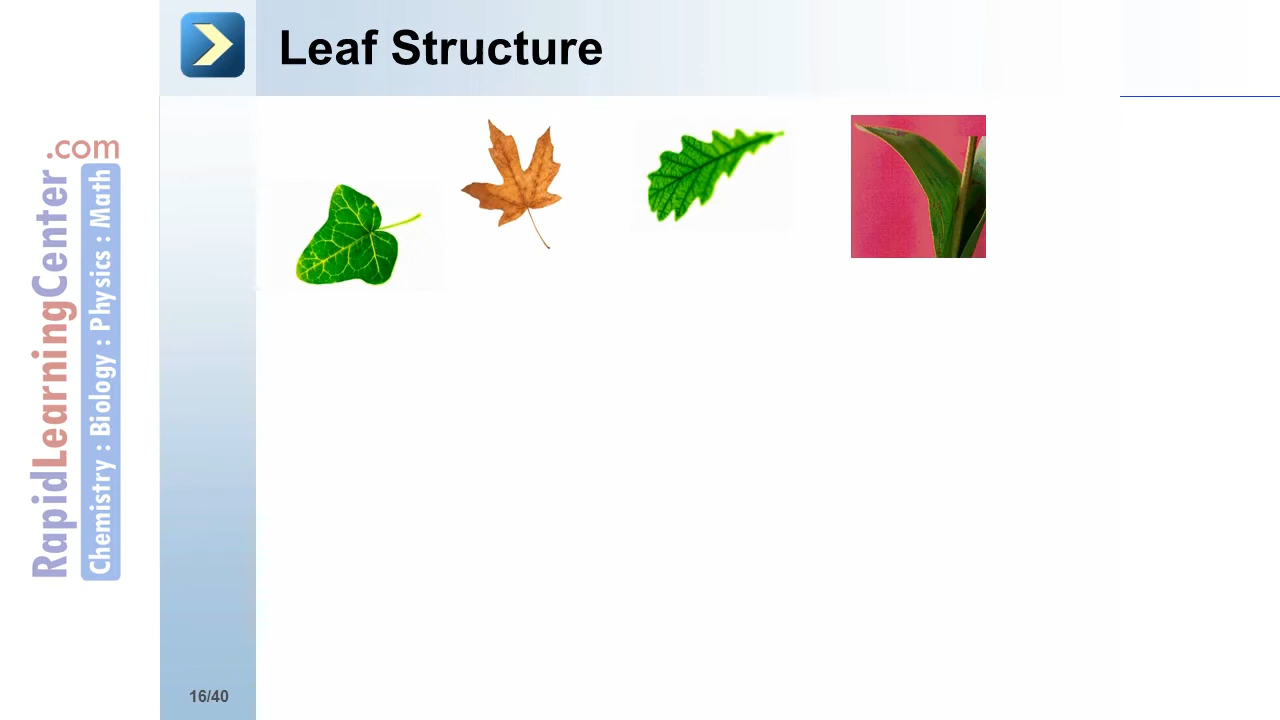 Leaf Structure
RapidLearningCenter.com
Chemistry : Biology : Physics : Math
16/40